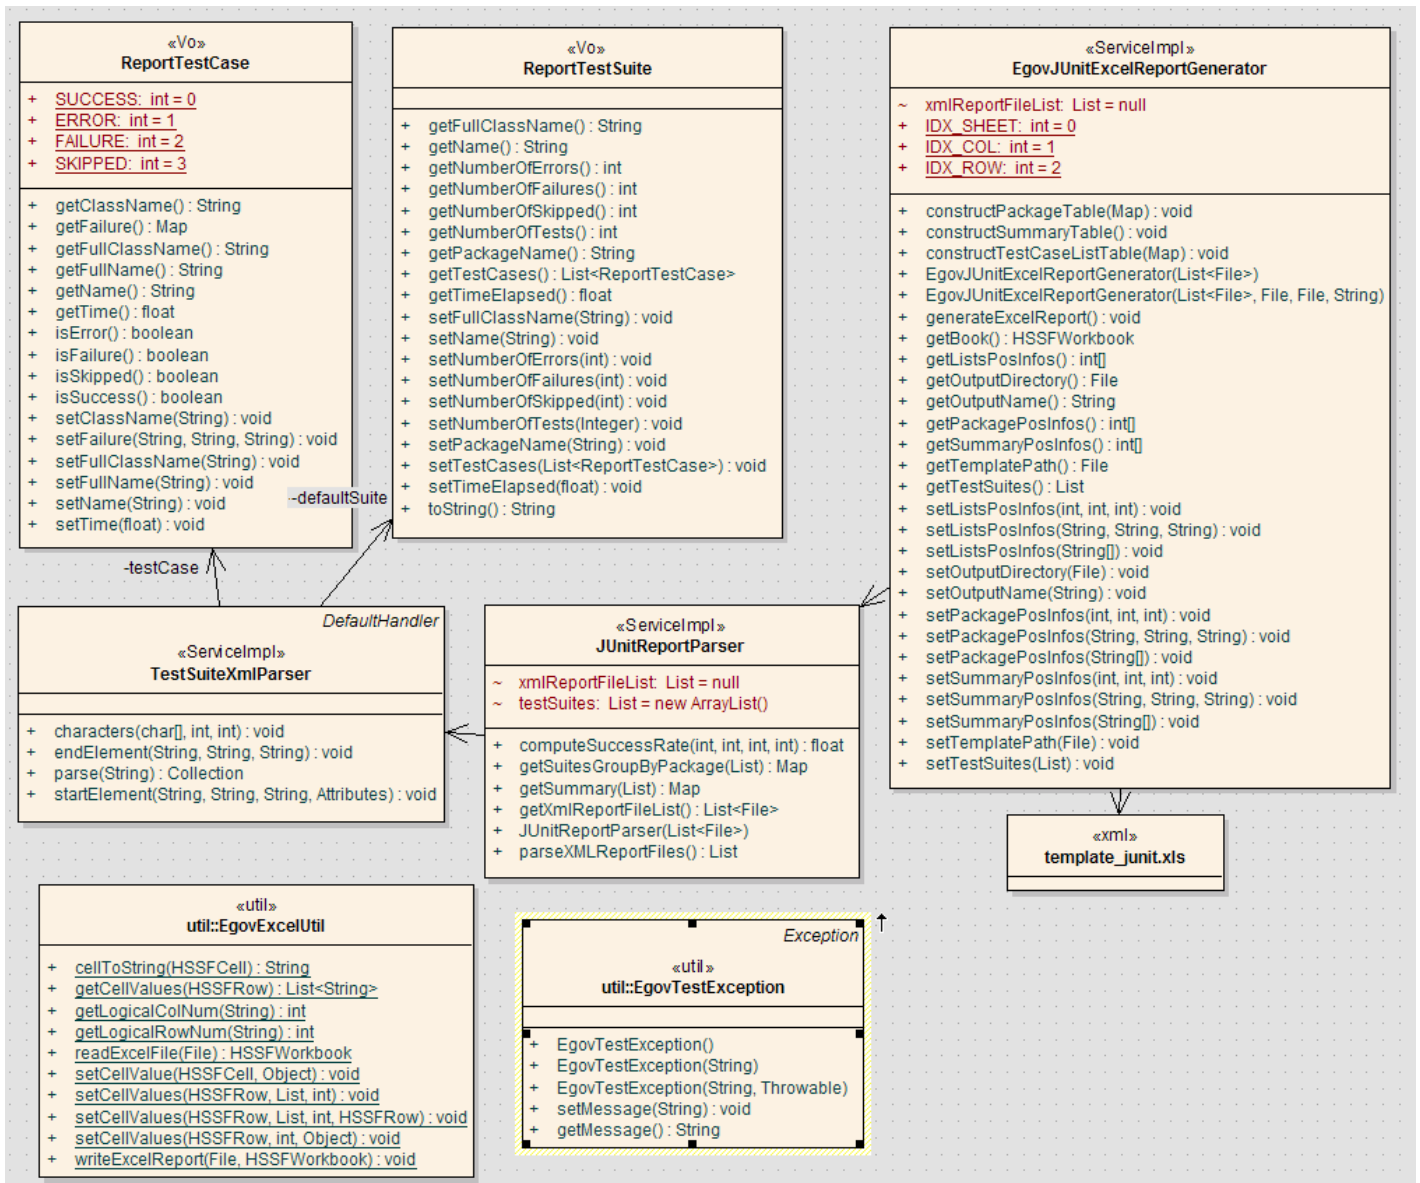 «Vo»
ReportTestCase
+ SUCCESS: int = 0
+ ERROR: int = 1
+ FAILURE: int = 2
+ SKIPPED: int = 3
+ getClassName() : String
+ getFailure() : Map
+ getFullClassName() : String
+ getFullName() : String
+ getName() : String
+ getTime() : float
+ isError() : boolean
+ isFailure() : boolean
+ isSkipped() : boolean
+ isSuccess() : boolean
+ setClassName(String) : void
+ setFailure(String, String, String) : void
+ setFullClassName(String) : void
+ setFullName(String) : void
+ setName(String) : void
+ setTime(float) : void
«Vo»
ReportTestSuite
+ getFullClassName() : String
+ getName() : String
+ getNumberOfErrors() : int
+ getNumberOfFailures() : int
+ getNumberOfSkipped() : int
+ getNumberOfTests() : int
+ getPackageName() : String
+ getTestCases() : List<ReportTestCase>
+ getTimeElapsed() : float
+ setFullClassName(String) : void
+ setName(String) : void
+ setNumberOfErrors(int) : void
+ setNumberOfFailures(int) : void
+ setNumberOfSkipped(int) : void
+ setNumberOfTests(Integer) : void
+ setPackageName(String) : void
+ setTestCases(List<ReportTestCase>) : void
+ setTimeElapsed(float) : void
+ toString() : String
«ServiceImpl»
EgovJUnitExcelReportGenerator
~ xmlReportFileList: List = null
+ IDX_SHEET: int = 0
+ IDX_COL: int = 1
+ IDX_ROW: int = 2
+ constructPackageTable(Map) : void
+ constructSummaryTable() : void
+ constructTestCaseListTable(Map) : void
+ EgovJUnitExcelReportGenerator(List<File>)
+ EgovJUnitExcelReportGenerator(List<File>, File, File, String)
+ generateExcelReport() : void
+ getBook() : HSSFWorkbook
+ getListsPosInfos() : int[]
+ getOutputDirectory() : File
+ getOutputName() : String
+ getPackagePosInfos() : int[]
+ getSummaryPosInfos() : int[]
+ getTemplatePath() : File
+ getTestSuites() : List
+ setListsPosInfos(int, int, int) : void
+ setListsPosInfos(String, String, String) : void
+ setListsPosInfos(String[]) : void
+ setOutputDirectory(File) : void
+ setOutputName(String) : void
+ setPackagePosInfos(int, int, int) : void
+ setPackagePosInfos(String, String, String) : void
+ setPackagePosInfos(String[]) : void
+ setSummaryPosInfos(int, int, int) : void
+ setSummaryPosInfos(String, String, String) : void
+ setSummaryPosInfos(String[]) : void
+ setTemplatePath(File) : void
+ setTestSuites(List) : void
-defaultSuite
-testCase
DefaultHandler
«ServiceImpl»
TestSuiteXmlParser
+ characters(char[], int, int) : void
+ endElement(String, String, String) : void
+ parse(String) : Collection
+ startElement(String, String, String, Attributes) : void
«ServiceImpl»
JUnitReportParser
~ xmlReportFileList: List = null
~ testSuites: List = new ArrayList()
+ computeSuccessRate(int, int, int, int) : float
+ getSuitesGroupByPackage(List) : Map
+ getSummary(List) : Map
+ getXmlReportFileList() : List<File>
+ JUnitReportParser(List<File>)
+ parseXMLReportFiles() : List
«xml»
template_junit.xls
«util»
util::EgovExcelUtil
+ cellToString(HSSFCell) : String
+ getCellValues(HSSFRow) : List<String>
+ getLogicalColNum(String) : int
+ getLogicalRowNum(String) : int
+ readExcelFile(File) : HSSFWorkbook
+ setCellValue(HSSFCell, Object) : void
+ setCellValues(HSSFRow, List, int) : void
+ setCellValues(HSSFRow, List, int, HSSFRow) : void
+ setCellValues(HSSFRow, int, Object) : void
+ writeExcelReport(File, HSSFWorkbook) : void
Exception
«util»
util::EgovTestException
+ EgovTestException()
+ EgovTestException(String)
+ EgovTestException(String, Throwable)
+ setMessage(String) : void
+ getMessage() : String